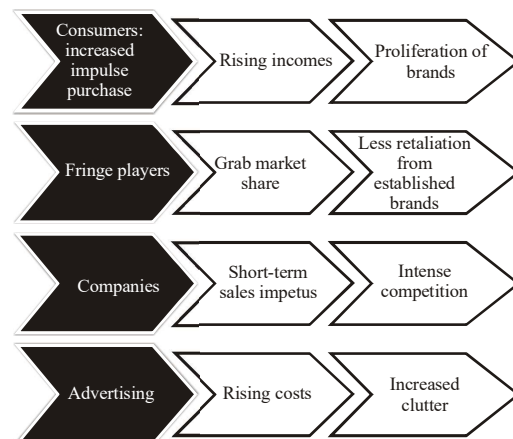 Consumers:
increased
impulse
purchase
Rising incomes
Proliferation of
brands
Fringe players
Grab market
share
Less retaliation
from
established
brands
Companies
Short-term
sales impetus
Intense
competition
Advertising
Rising costs
Increased
clutter